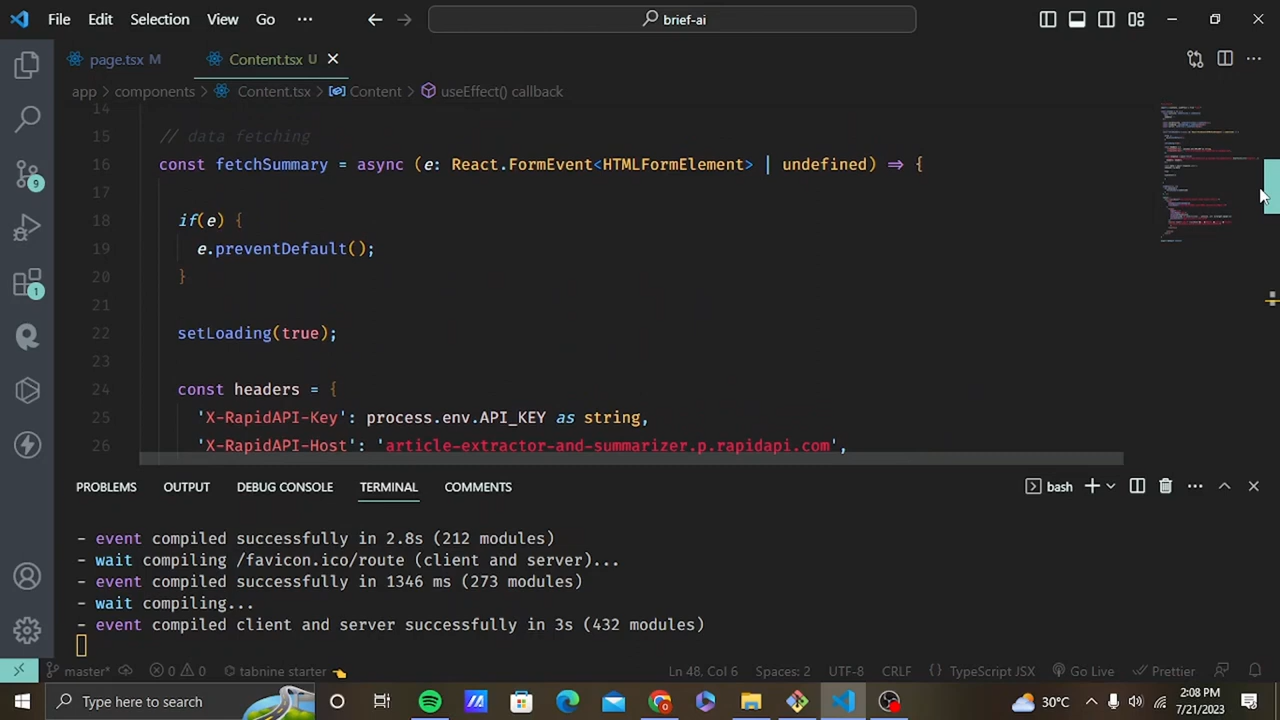 File Edit Selection View Go ··· brief-ai
page.tsx M Content.tsx U
app > components > Content.tsx > Content > useEffect() callback
14
15 // data fetching
16 const fetchSummary = async (e: React.FormEvent<HTMLFormElement> | undefined) => {
17
18 if(e) {
19 e.preventDefault();
20 }
21
22 setLoading(true);
23
24 const headers = {
25 'X-RapidAPI-Key': process.env.API_KEY as string,
26 'X-RapidAPI-Host': 'article-extractor-and-summarizer.p.rapidapi.com',
PROBLEMS OUTPUT DEBUG CONSOLE TERMINAL COMMENTS bash
- event compiled successfully in 2.8s (212 modules)
- wait compiling /favicon.ico/route (client and server)...
- event compiled successfully in 1346 ms (273 modules)
- wait compiling...
- event compiled client and server successfully in 3s (432 modules)
9
1
master* 0 0 tabnine starter Ln 48, Col 6 Spaces: 2 UTF-8 CRLF {} TypeScript JSX Go Live Prettier
Type here to search 30°C 2:08 PM
7/21/2023